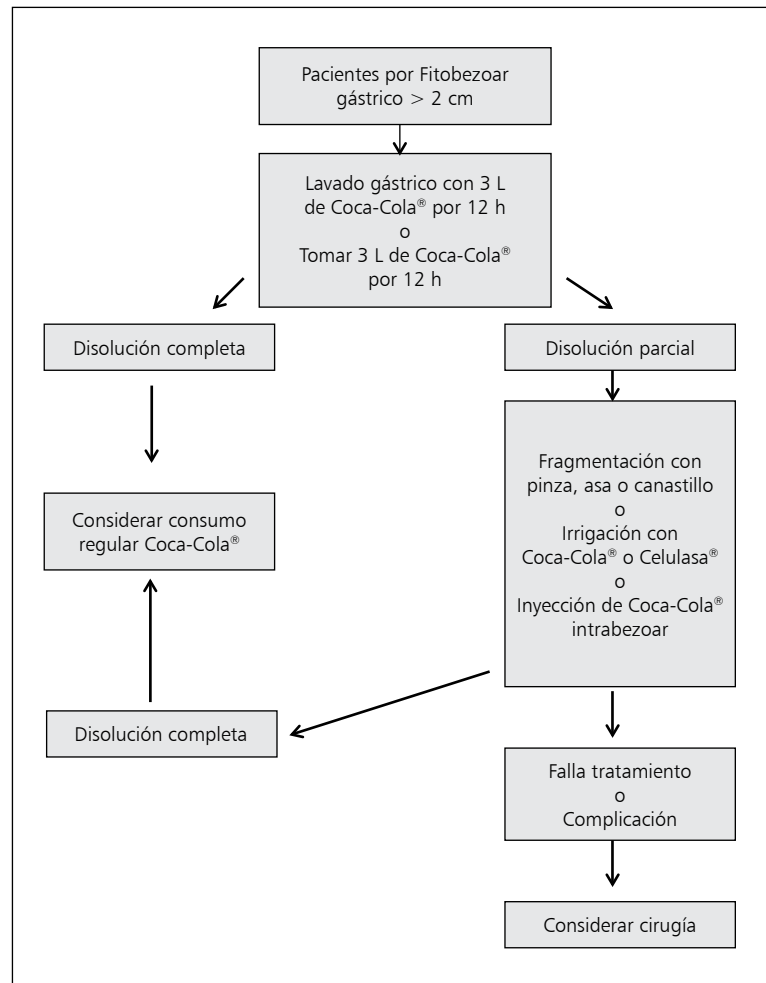 Pacientes por Fitobezoar
gástrico > 2 cm
Lavado gástrico con 3 L
de Coca-Cola® por 12 h
o
Tomar 3 L de Coca-Cola®
por 12 h
Disolución completa
Disolución parcial
Considerar consumo
regular Coca-Cola®
Fragmentación con
pinza, asa o canastillo
o
Irrigación con
Coca-Cola® o Celulasa®
o
Inyección de Coca-Cola®
intrabezoar
Disolución completa
Falla tratamiento
o
Complicación
Considerar cirugía